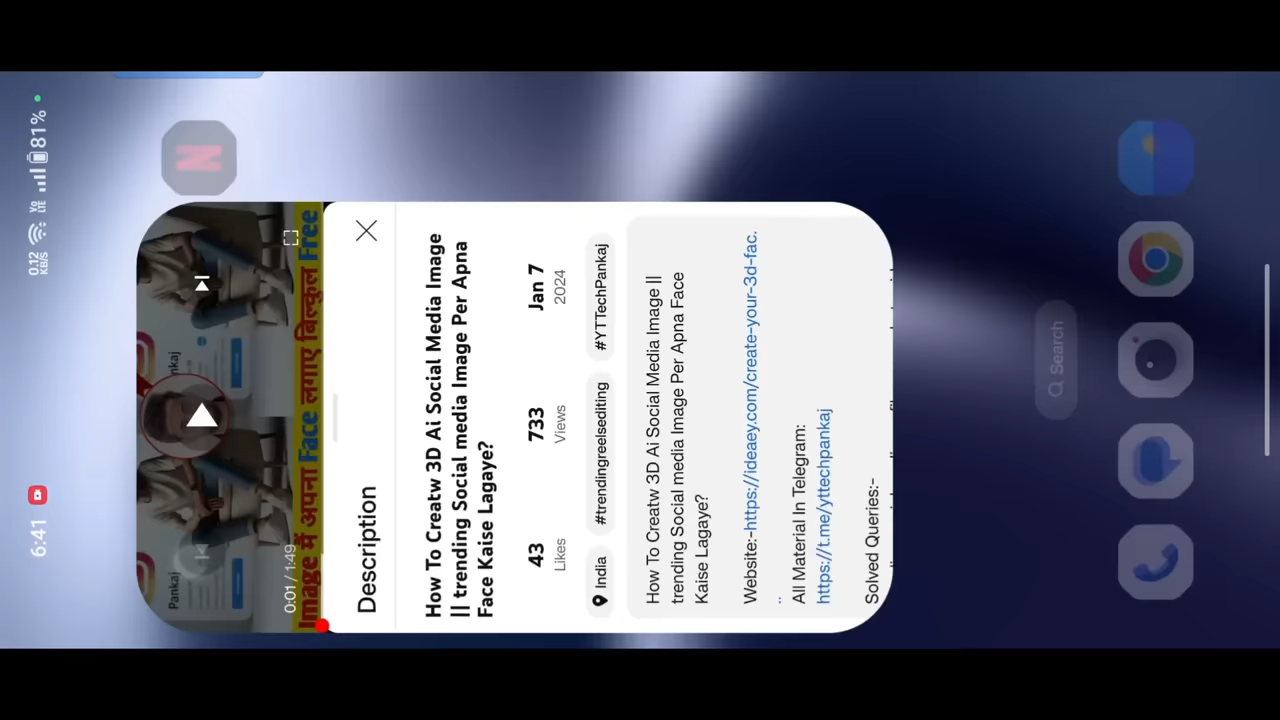 6:41
0.12
KB/S
Vo
LTE
81%
N
Pankaj
kaj
0:01 / 1:49
Image में अपना Face लगाए बिल्कुल Free
Description
How To Creatw 3D Ai Social Media Image
|| trending Social media Image Per Apna
Face Kaise Lagaye?
43
Likes
733
Views
Jan 7
2024
India
#trendingreelsediting
#YTTechPankaj
How To Creatw 3D Ai Social Media Image ||
trending Social media Image Per Apna Face
Kaise Lagaye?
Website:-https://ideaey.com/create-your-3d-fac.
..
All Material In Telegram:
https://t.me/yttechpankaj
Solved Queries:-
Search